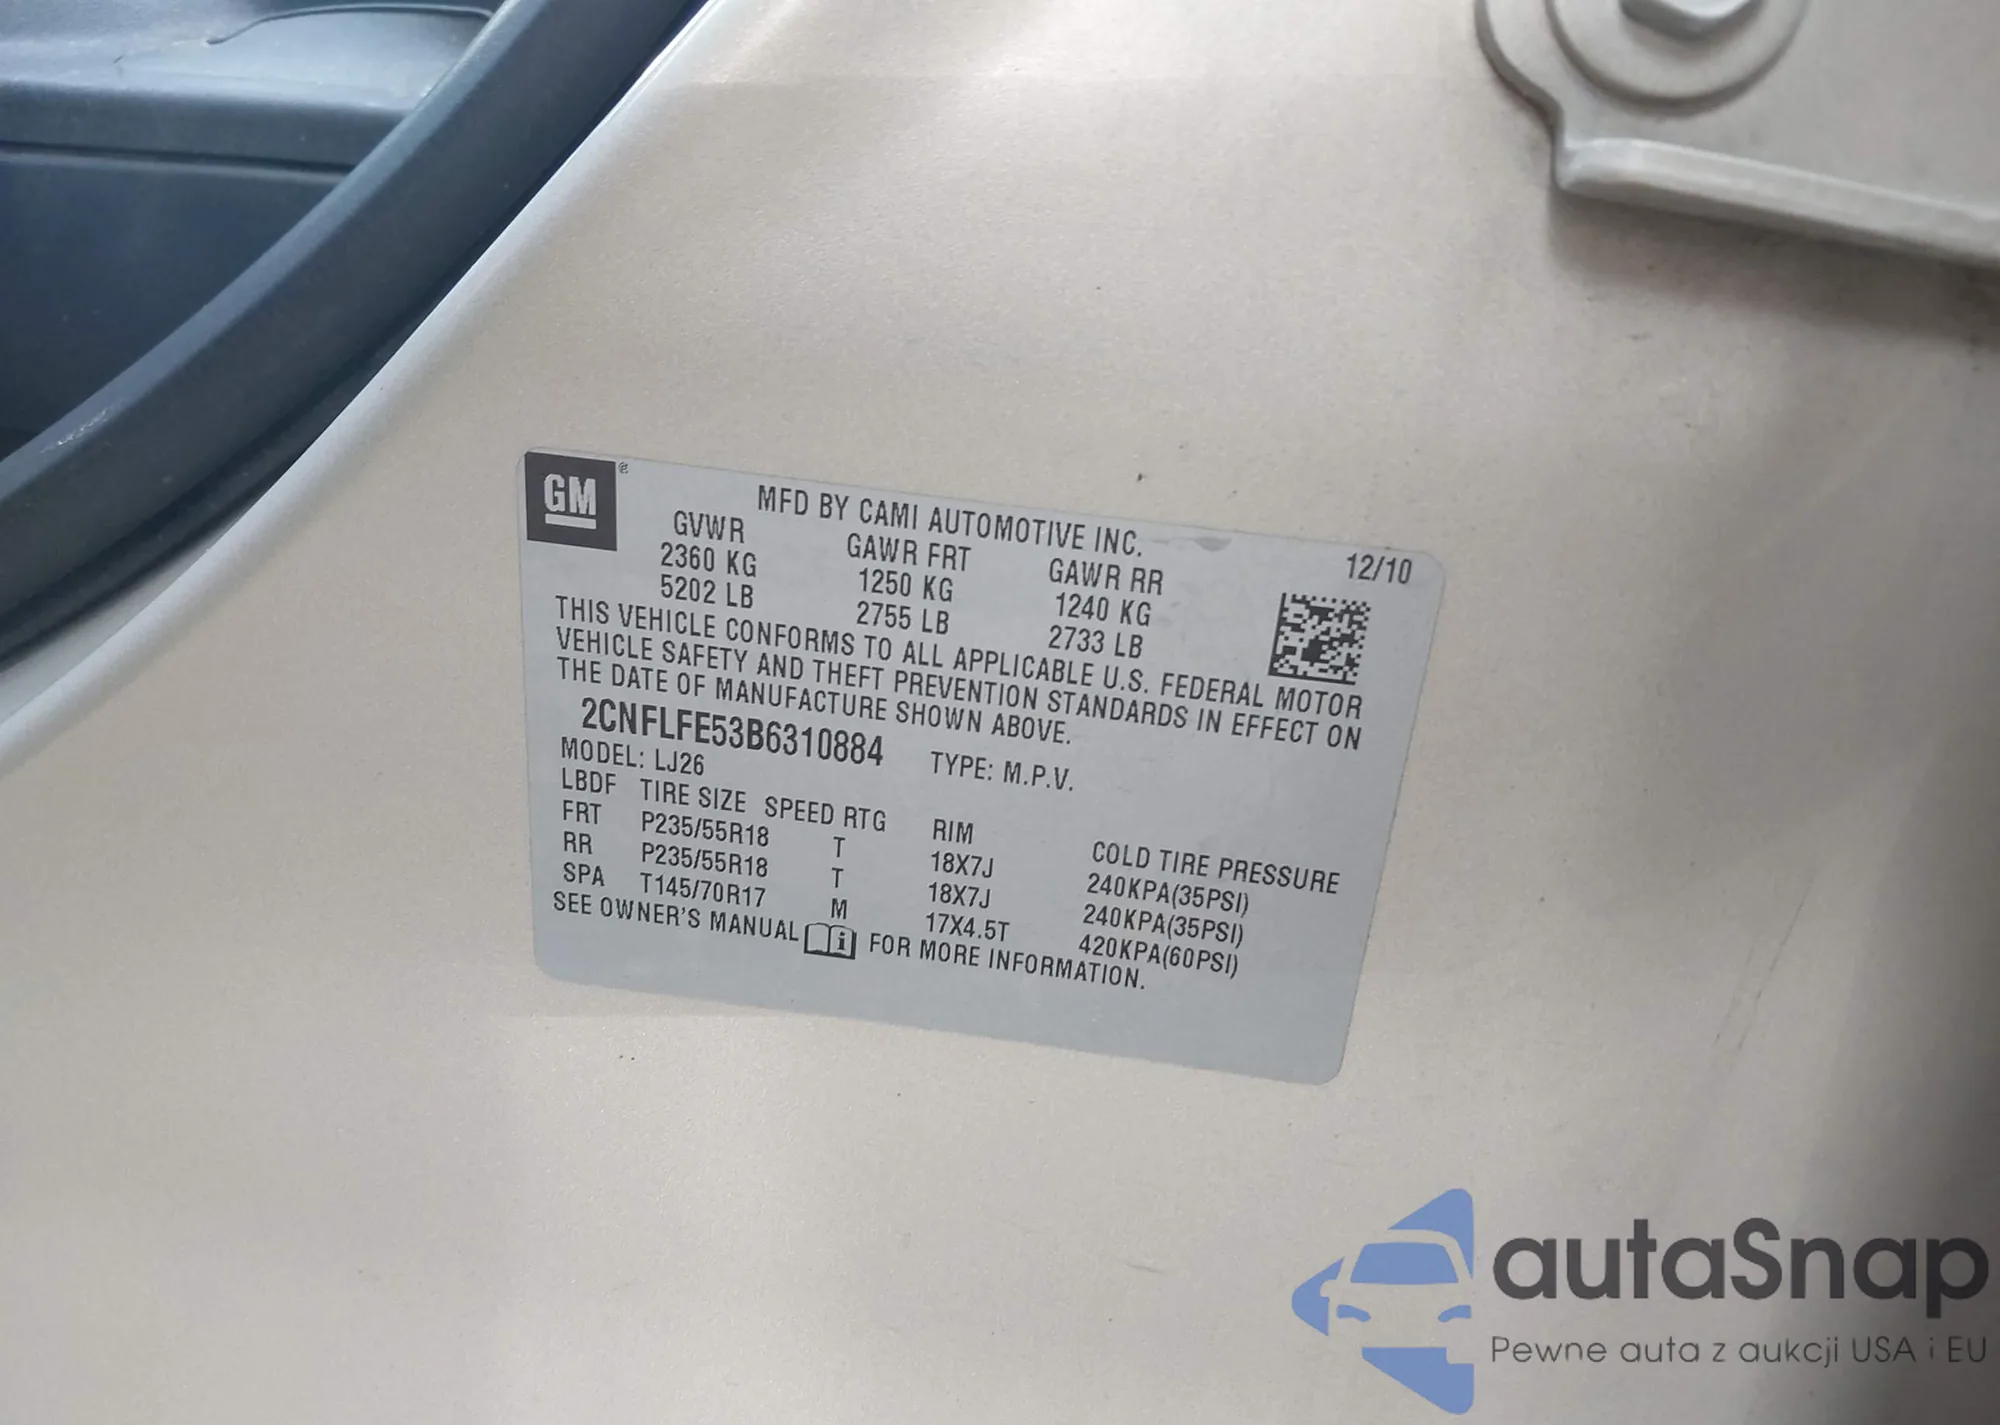 GM
MFD BY CAMI AUTOMOTIVE INC.
12/10
GVWR GAWR FRT GAWR RR
2360 KG 1250 KG 1240 KG
5202 LB 2755 LB 2733 LB
THIS VEHICLE CONFORMS TO ALL APPLICABLE U.S. FEDERAL MOTOR
VEHICLE SAFETY AND THEFT PREVENTION STANDARDS IN EFFECT ON
THE DATE OF MANUFACTURE SHOWN ABOVE.
2CNFLFE53B6310884 TYPE: M.P.V.
MODEL: LJ26
LBDF TIRE SIZE SPEED RTG RIM COLD TIRE PRESSURE
FRT P235/55R18 T 18X7J 240KPA(35PSI)
RR P235/55R18 T 18X7J 240KPA(35PSI)
SPA T145/70R17 M 17X4.5T 420KPA(60PSI)
SEE OWNER'S MANUAL i FOR MORE INFORMATION.
autaSnap
Pewne auta z aukcji USA i EU